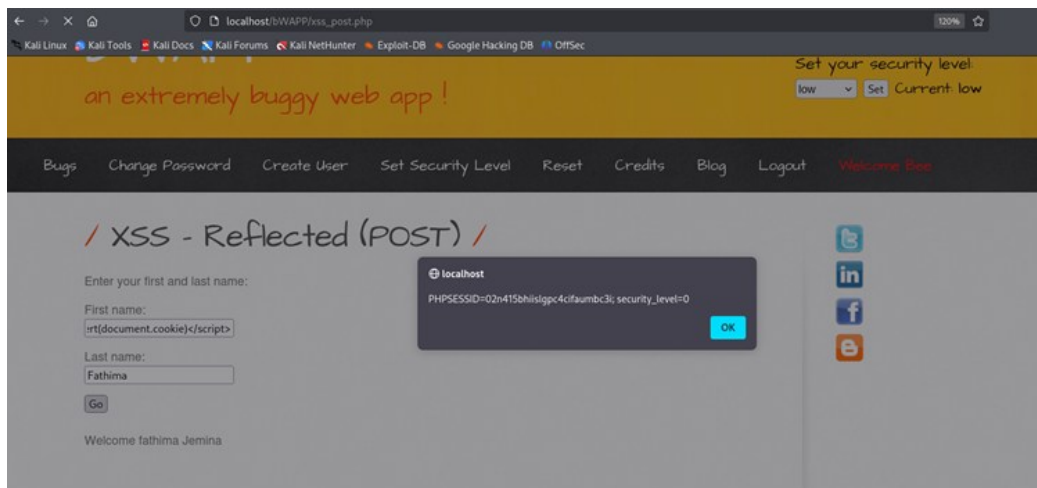 localhost/bWAPP/xss_post.php
120%
Kali Linux Kali Tools Kali Docs Kali Forums Kali NetHunter Exploit-DB Google Hacking DB OffSec
an extremely buggy web app !
Set your security level:
low Set Current: low
Bugs Change Password Create User Set Security Level Reset Credits Blog Logout Welcome Bee
/ XSS - Reflected (POST) /
Enter your first and last name:
First name:
rt(document.cookie)</script>
Last name:
Fathima
Go
Welcome fathima Jemina
localhost
PHPSESSID=02n415bhiislgpc4cifaumbc3i; security_level=0
OK